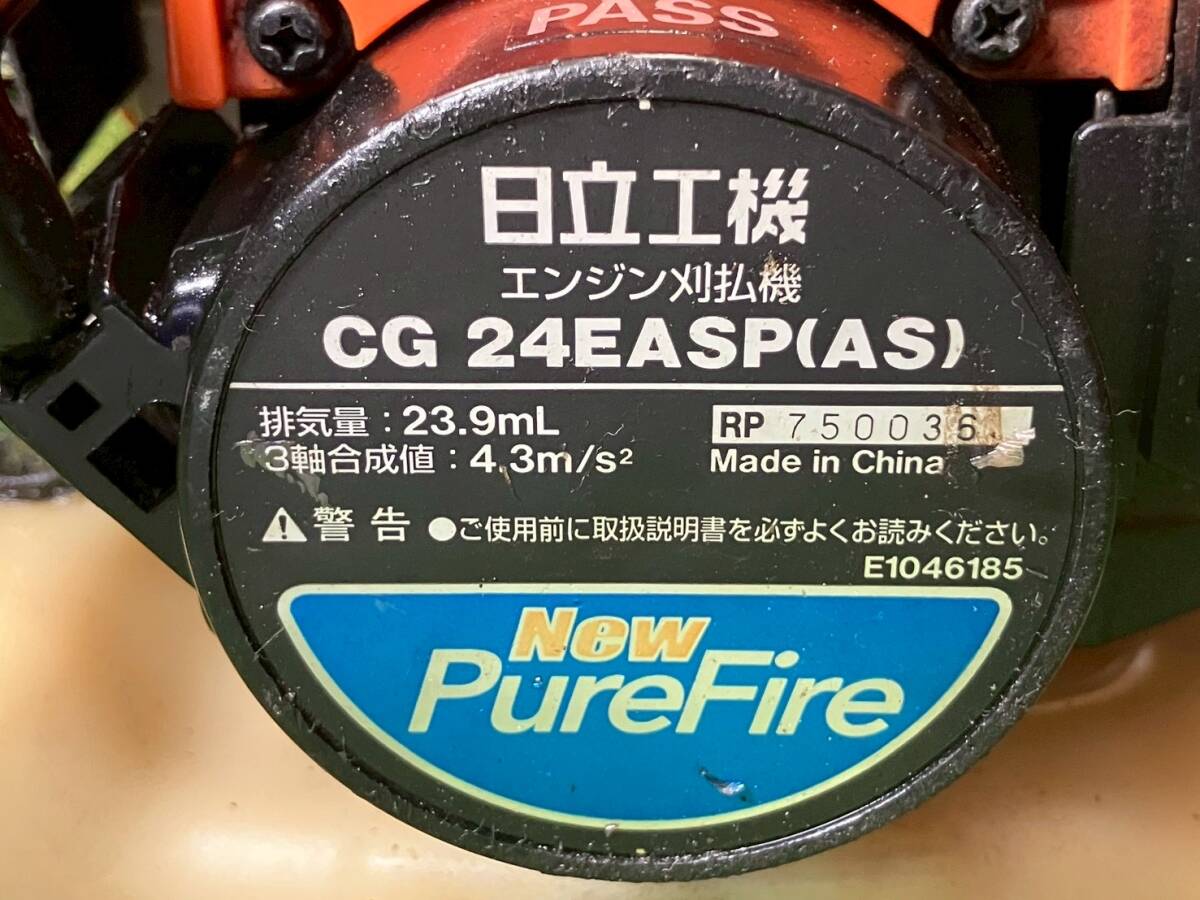 PASS
日立工機
エンジン刈払機
CG 24EASP(AS)
排気量：23.9mL
RP 750036
3軸合成値：4.3m/s²
Made in China
⚠警告 ●ご使用前に取扱説明書を必ずよくお読みください。
E1046185
New
PureFire